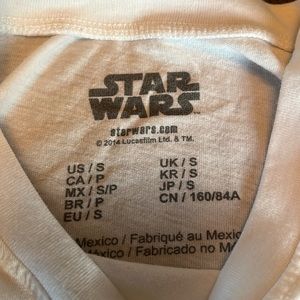 STAR
WARS
starwars.com
© 2014 Lucasfilm Ltd. & TM.
US / S
CA / P
MX / S/P
BR / P
EU / S
UK / S
KR / S
JP / S
CN / 160/84A
Mexico / Fabriqué au Mexic
México / Fabricado no M